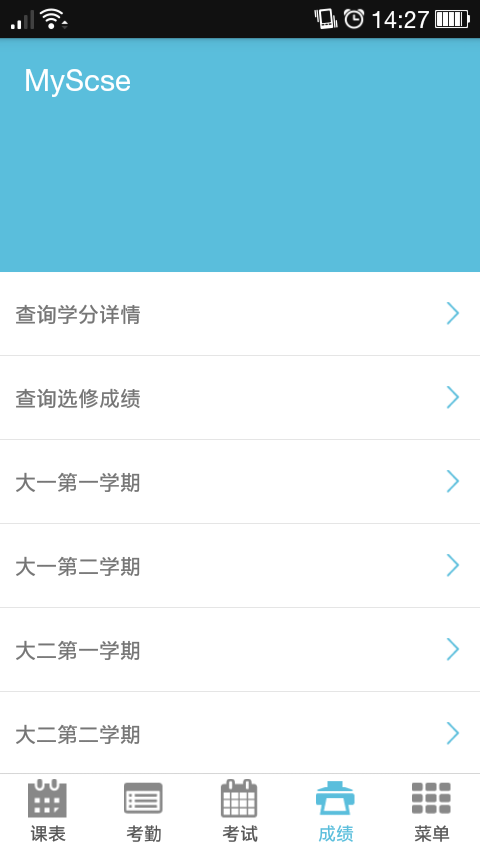 14:27
MyScse
查询学分详情
查询选修成绩
大一第一学期
大一第二学期
大二第一学期
大二第二学期
课表
考勤
考试
成绩
菜单